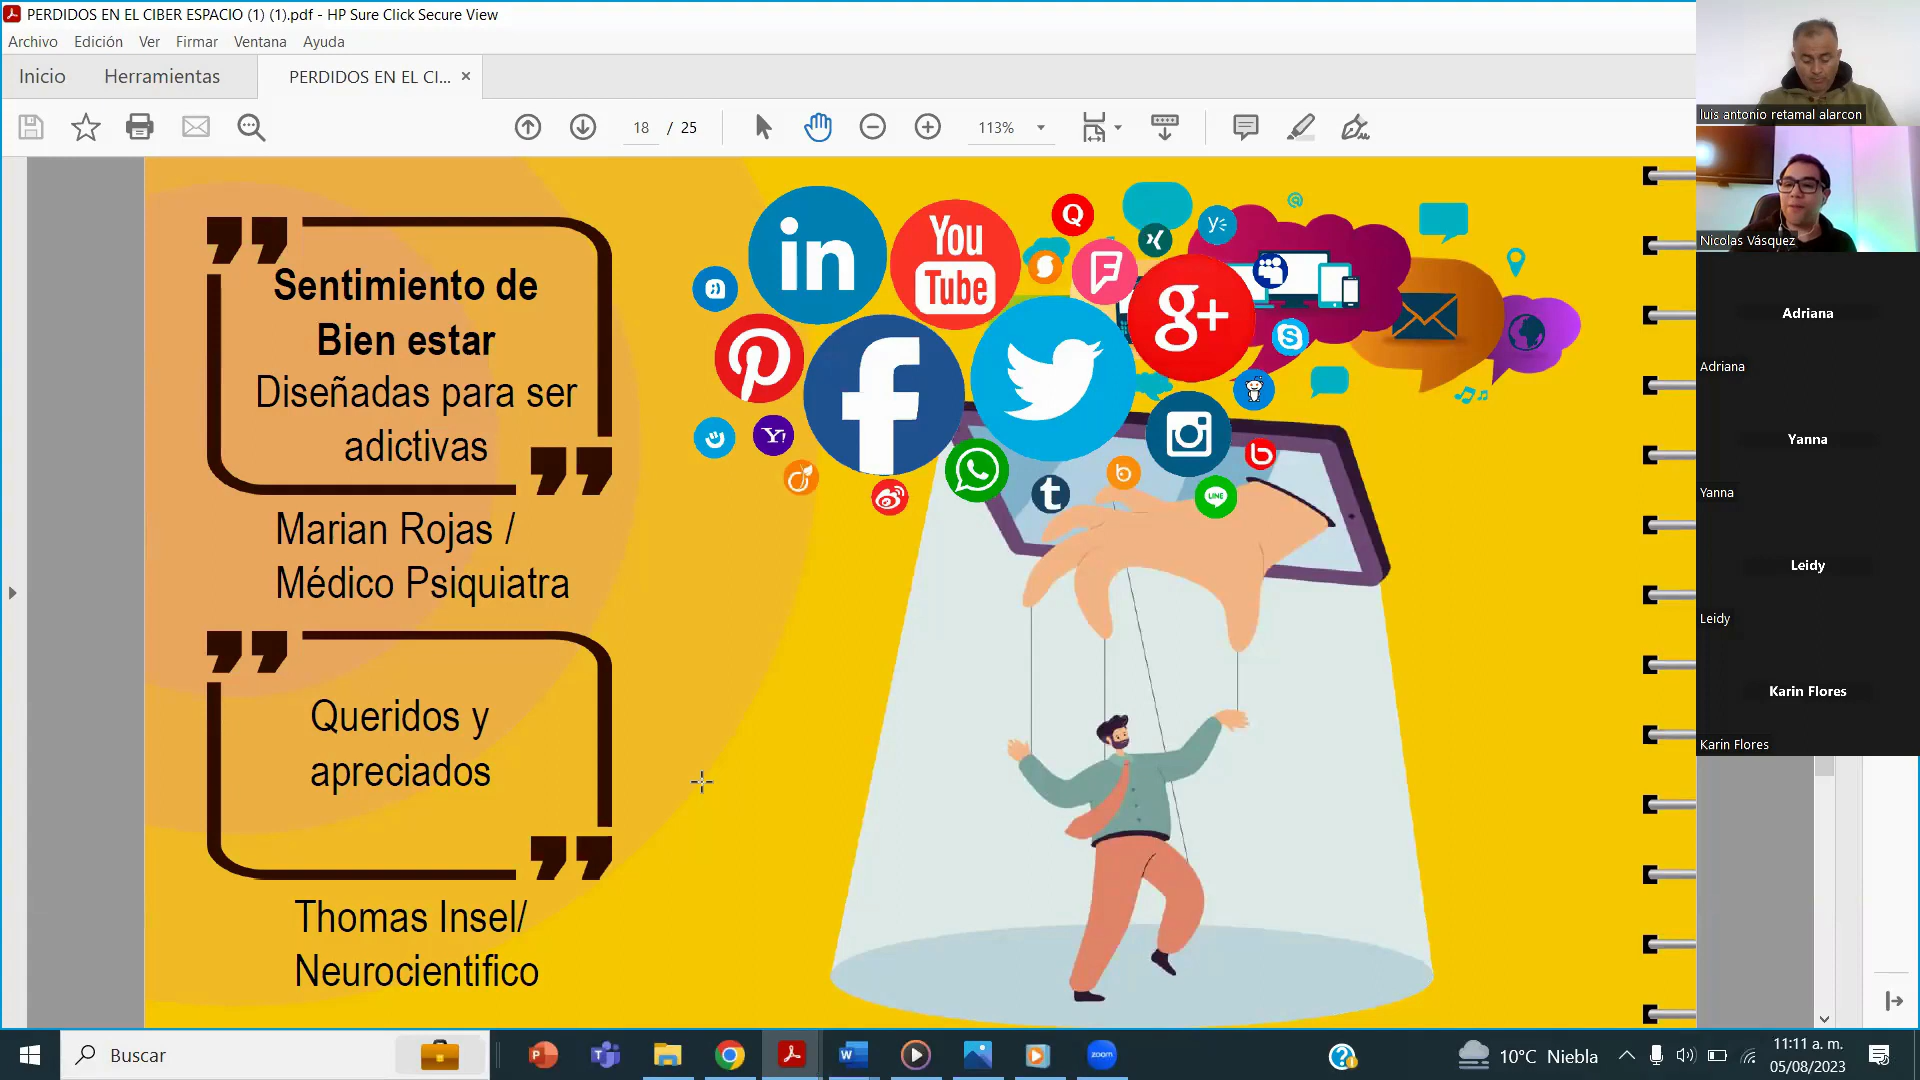 PERDIDOS EN EL CIBER ESPACIO (1) (1).pdf - HP Sure Click Secure View
Archivo Edición Ver Firmar Ventana Ayuda
Inicio Herramientas PERDIDOS EN EL CI... ×
18 / 25 113%
Sentimiento de
Bien estar
Diseñadas para ser
adictivas
Marian Rojas /
Médico Psiquiatra
Queridos y
apreciados
Thomas Insel/
Neurocientifico
in
You
Tube
Q
g+
f
Y!
t
b
b
LINE
luis antonio retamal alarcon
Nicolas Vásquez
Adriana
Adriana
Yanna
Yanna
Leidy
Leidy
Karin Flores
Karin Flores
Buscar
zoom
10°C Niebla
11:11 a. m.
05/08/2023